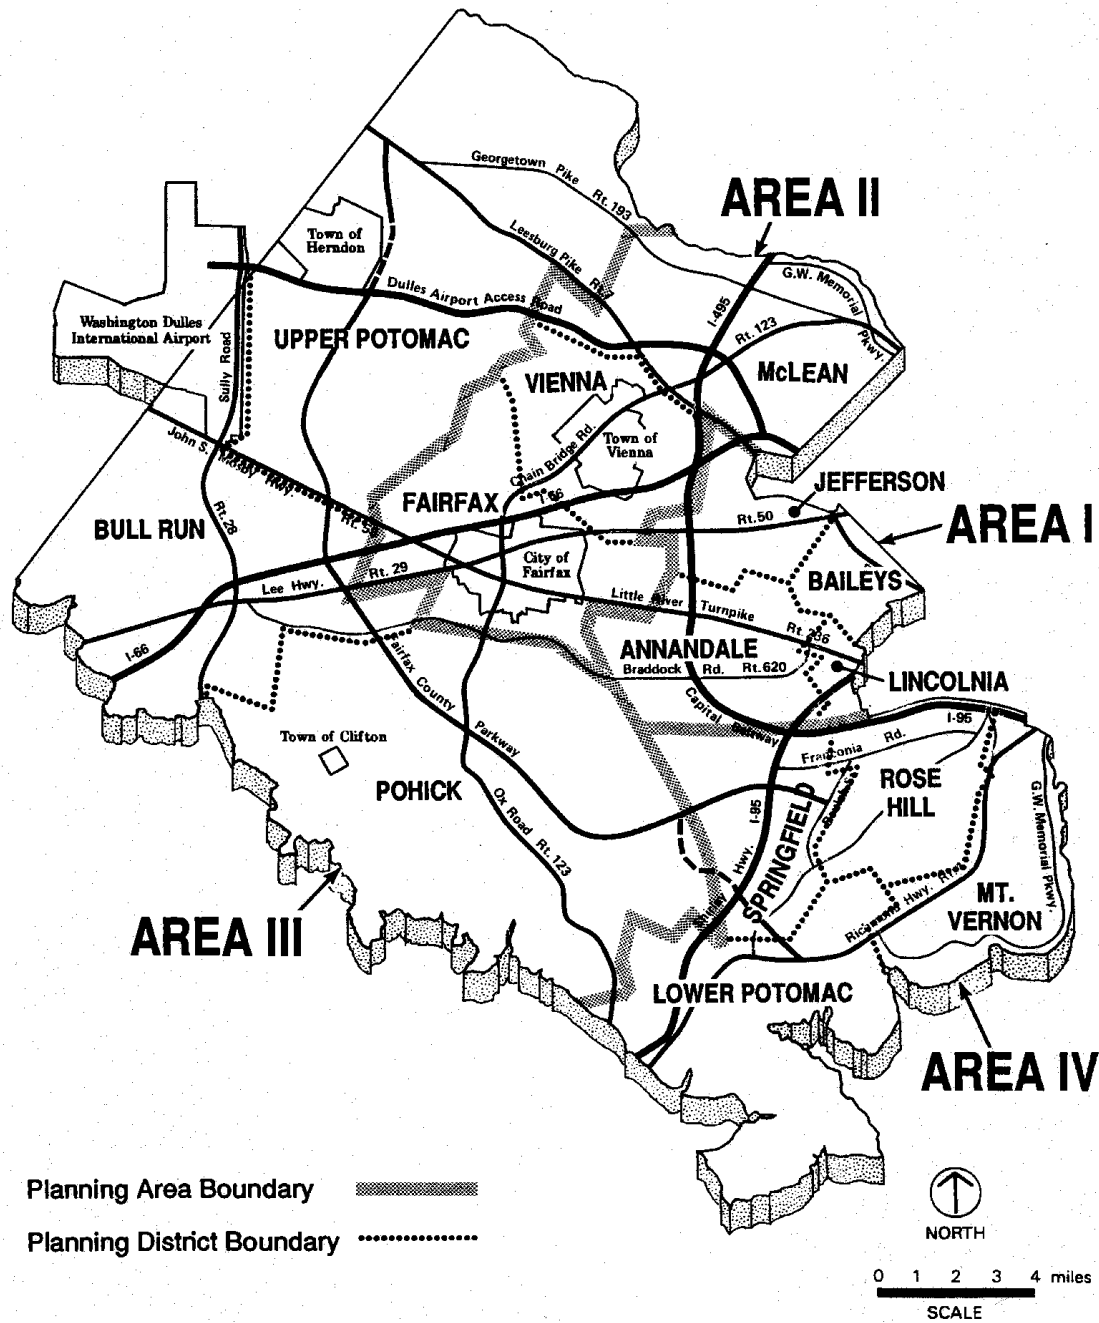 Georgetown Pike Rt. 193
AREA II
Town of
Herndon
Leesburg Pike Rt. 7
G.W. Memorial Pkwy.
Dulles Airport Access Road
I-495
Rt. 123
Washington Dulles
International Airport
Sully Road
UPPER POTOMAC
VIENNA
McLEAN
Town of
Vienna
Chain Bridge Rd.
John S. Mosby Hwy.
JEFFERSON
FAIRFAX
66
Rt. 50
AREA I
BULL RUN
Rt. 28
Rt. 5
City of
Fairfax
BAILEYS
Lee Hwy.
Rt. 29
Little River Turnpike
Rt. 236
I-66
Fairfax County Parkway
ANNANDALE
Braddock Rd. Rt. 620
LINCOLNIA
Capital Beltway
I-95
Town of Clifton
Franconia Rd.
POHICK
ROSE
HILL
Ox Road Rt. 123
I-95
SPRINGFIELD
G.W. Memorial Pkwy.
Hwy.
Richmond Hwy. Rt. 1
MT.
VERNON
AREA III
LOWER POTOMAC
AREA IV
Planning Area Boundary
Planning District Boundary
NORTH
0 1 2 3 4 miles
SCALE